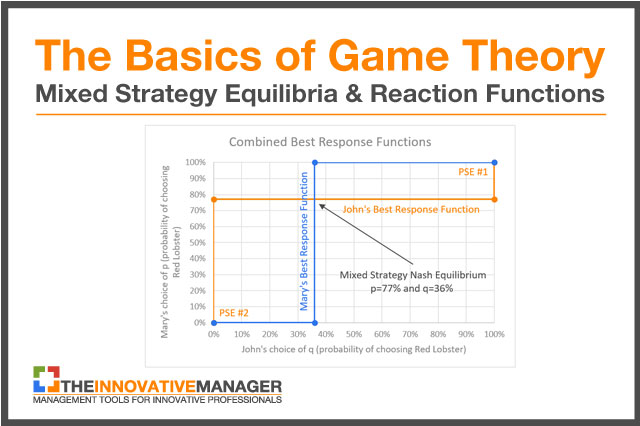 The Basics of Game Theory
Mixed Strategy Equilibria & Reaction Functions
Combined Best Response Functions
Mary's choice of p (probability of choosing
Red Lobster)
100%
90%
80%
70%
60%
50%
40%
30%
20%
10%
0%
PSE #1
John's Best Response Function
Mary's Best Response Function
Mixed Strategy Nash Equilibrium
p=77% and q=36%
PSE #2
0% 10% 20% 30% 40% 50% 60% 70% 80% 90% 100%
John's choice of q (probability of choosing Red Lobster)
THEINNOVATIVEMANAGER
MANAGEMENT TOOLS FOR INNOVATIVE PROFESSIONALS